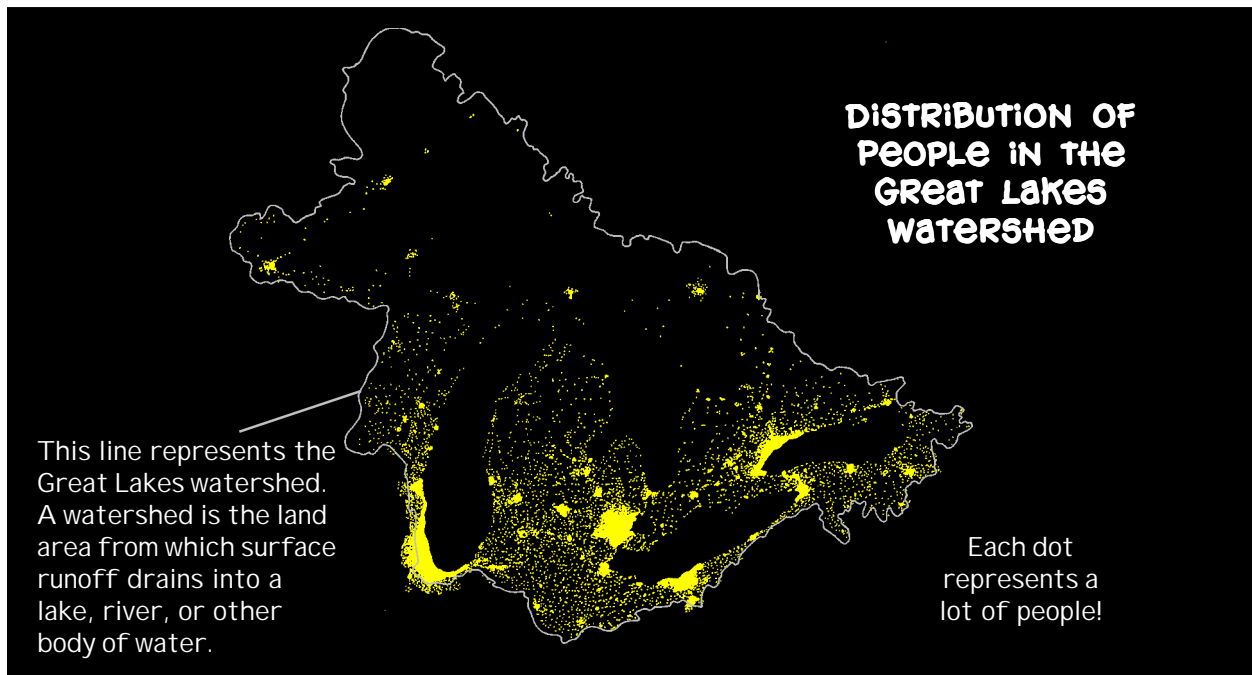 DISTRIBUTION OF
PEOPLE IN THE
GREAT LAKES
WATERSHED
This line represents the
Great Lakes watershed.
A watershed is the land
area from which surface
runoff drains into a
lake, river, or other
body of water.
Each dot
represents a
lot of people!